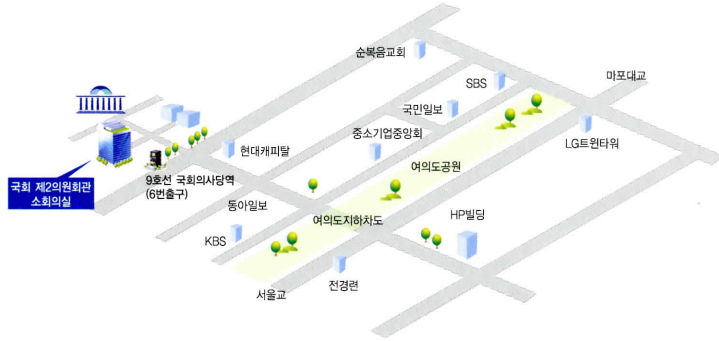 순복음교회
SBS
마포대교
국민일보
중소기업중앙회
LG트윈타워
현대캐피탈
여의도공원
9호선 국회의사당역
(6번출구)
국회 제2의원회관
소회의실
동아일보
여의도지하차도
HP빌딩
KBS
서울교
전경련